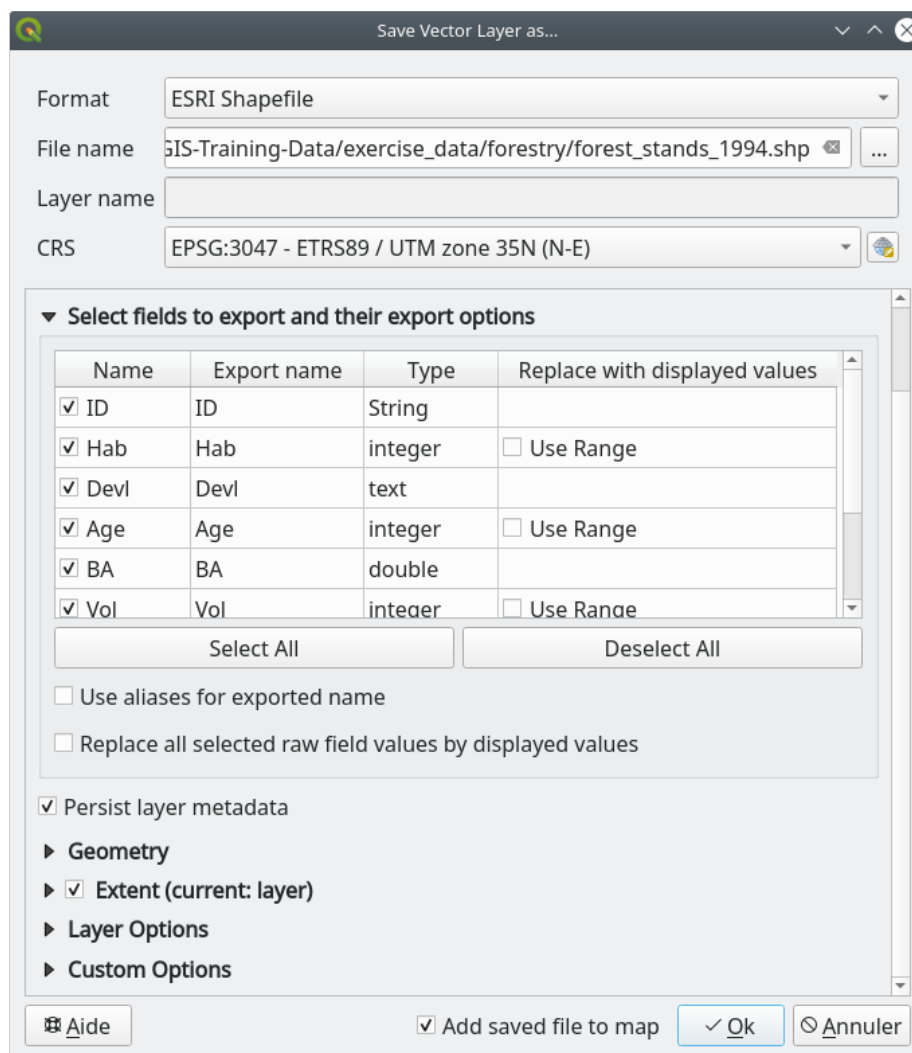 Save Vector Layer as...
Format ESRI Shapefile
File name GIS-Training-Data/exercise_data/forestry/forest_stands_1994.shp ...
Layer name
CRS EPSG:3047 - ETRS89 / UTM zone 35N (N-E)
Select fields to export and their export options
Name Export name Type Replace with displayed values
ID ID String
Hab Hab integer Use Range
Devl Devl text
Age Age integer Use Range
BA BA double
Vol Vol integer Use Range
Select All Deselect All
Use aliases for exported name
Replace all selected raw field values by displayed values
Persist layer metadata
Geometry
Extent (current: layer)
Layer Options
Custom Options
Aide Add saved file to map Ok Annuler